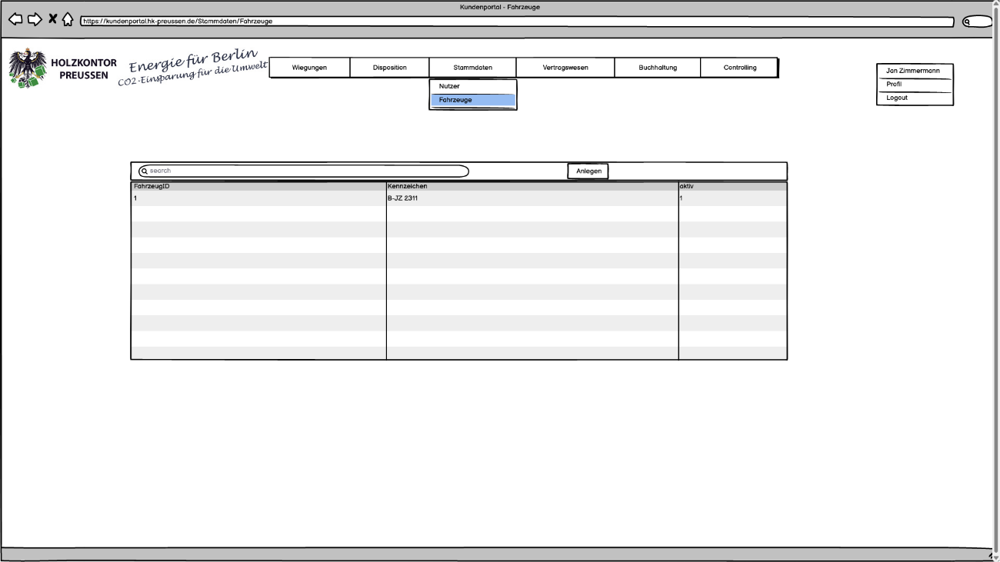 Kundenportal - Fahrzeuge
https://kundenportal.hk-preussen.de/Stammdaten/Fahrzeuge
HOLZKONTOR
PREUSSEN
Energie für Berlin
CO2-Einsparung für die Umwelt
Wiegungen Disposition Stammdaten Vertragswesen Buchhaltung Controlling
Nutzer
Fahrzeuge
Jan Zimmermann
Profil
Logout
search Anlegen
FahrzeugID Kennzeichen aktiv
1 B-JZ 2311 1